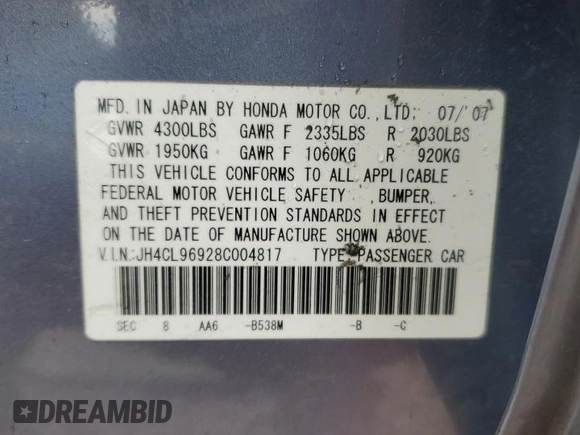 MFD. IN JAPAN BY HONDA MOTOR CO., LTD. 07/'07
GVWR 4300LBS GAWR F 2335LBS R 2030LBS
GVWR 1950KG GAWR F 1060KG R 920KG
THIS VEHICLE CONFORMS TO ALL APPLICABLE
FEDERAL MOTOR VEHICLE SAFETY ,BUMPER,
AND THEFT PREVENTION STANDARDS IN EFFECT
ON THE DATE OF MANUFACTURE SHOWN ABOVE.
V.I.N.:JH4CL96928C004817 TYPE:PASSENGER CAR
SEC 8 AA6 -B538M -B -C
DREAMBID